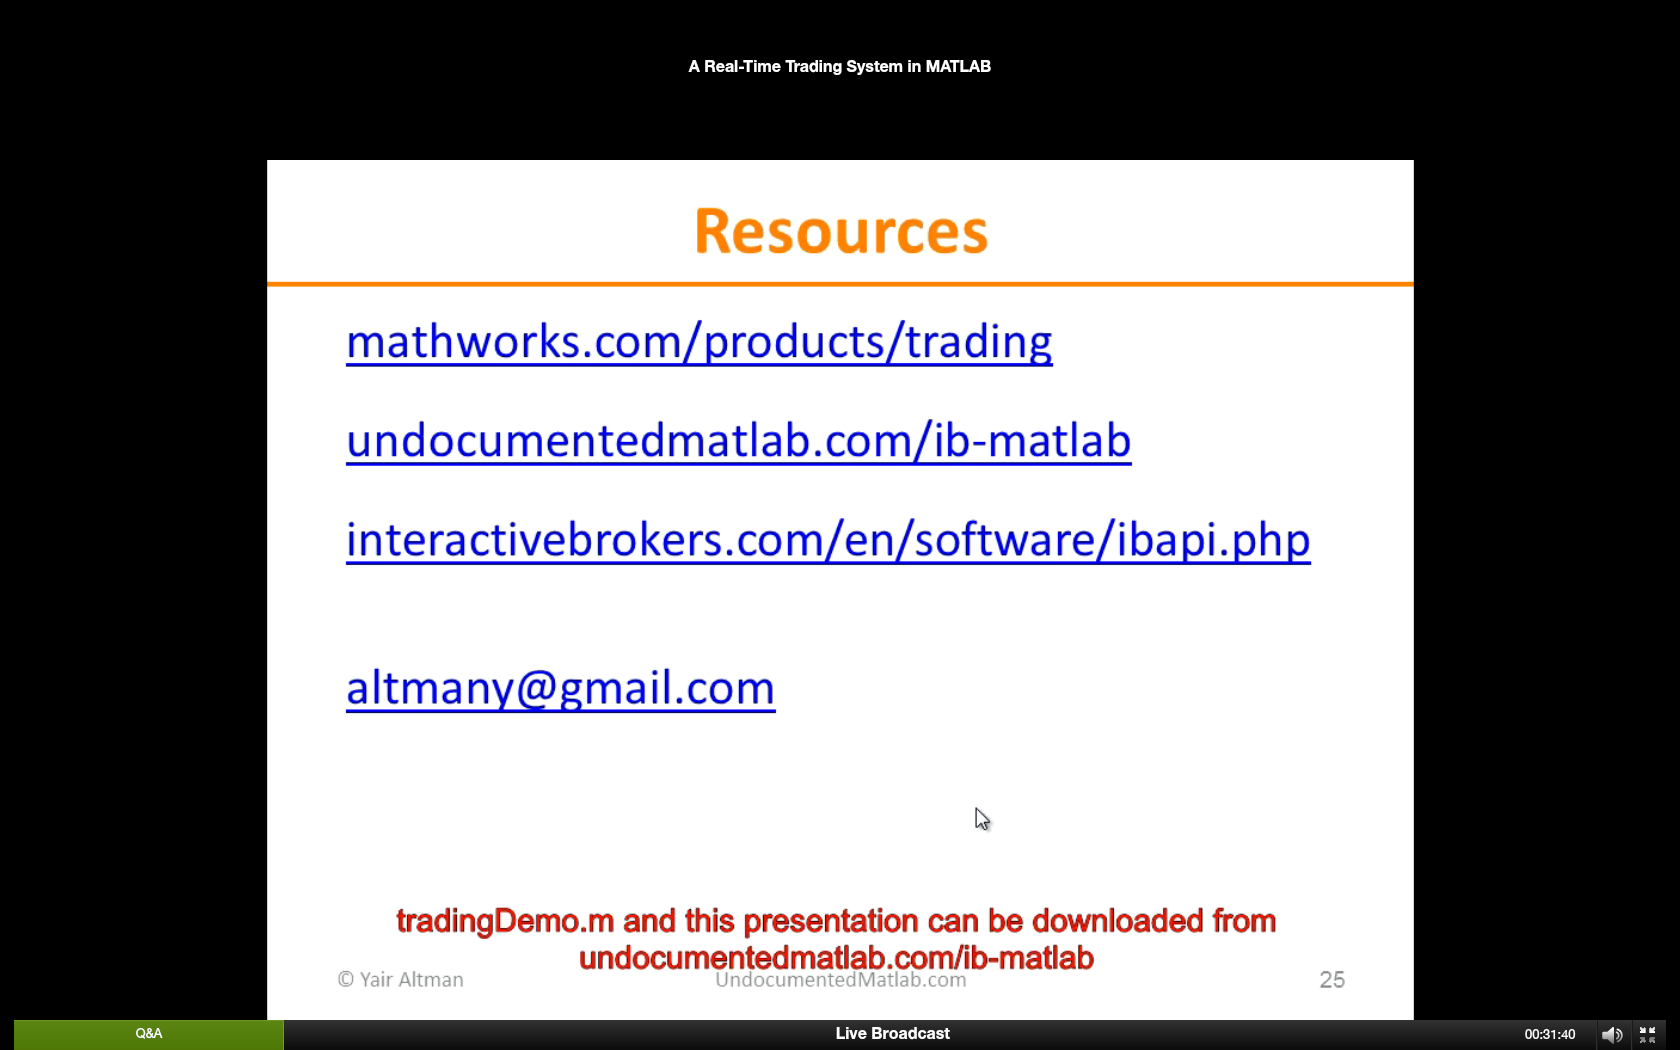 A Real-Time Trading System in MATLAB
Resources
mathworks.com/products/trading
undocumentedmatlab.com/ib-matlab
interactivebrokers.com/en/software/ibapi.php
altmany@gmail.com
tradingDemo.m and this presentation can be downloaded from
undocumentedmatlab.com/ib-matlab
© Yair Altman
UndocumentedMatlab.com
25
Q&A
Live Broadcast
00:31:40